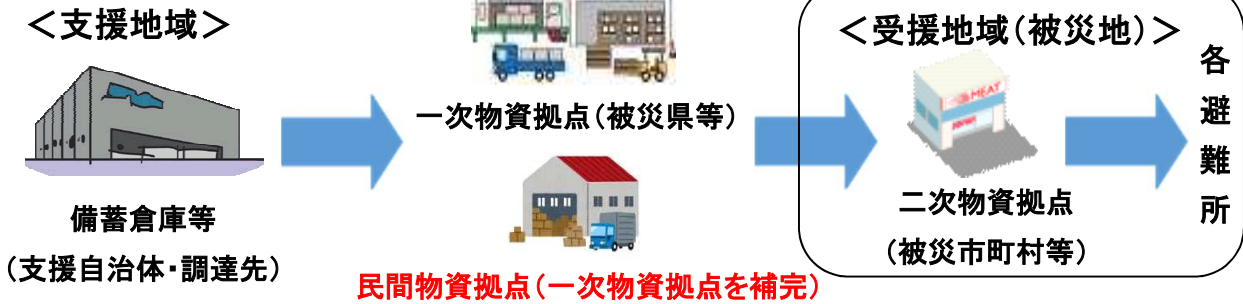 <支援地域>
備蓄倉庫等
(支援自治体・調達先)
一次物資拠点(被災県等)
民間物資拠点(一次物資拠点を補完)
<受援地域(被災地)>
MEAT
二次物資拠点
(被災市町村等)
各避難所